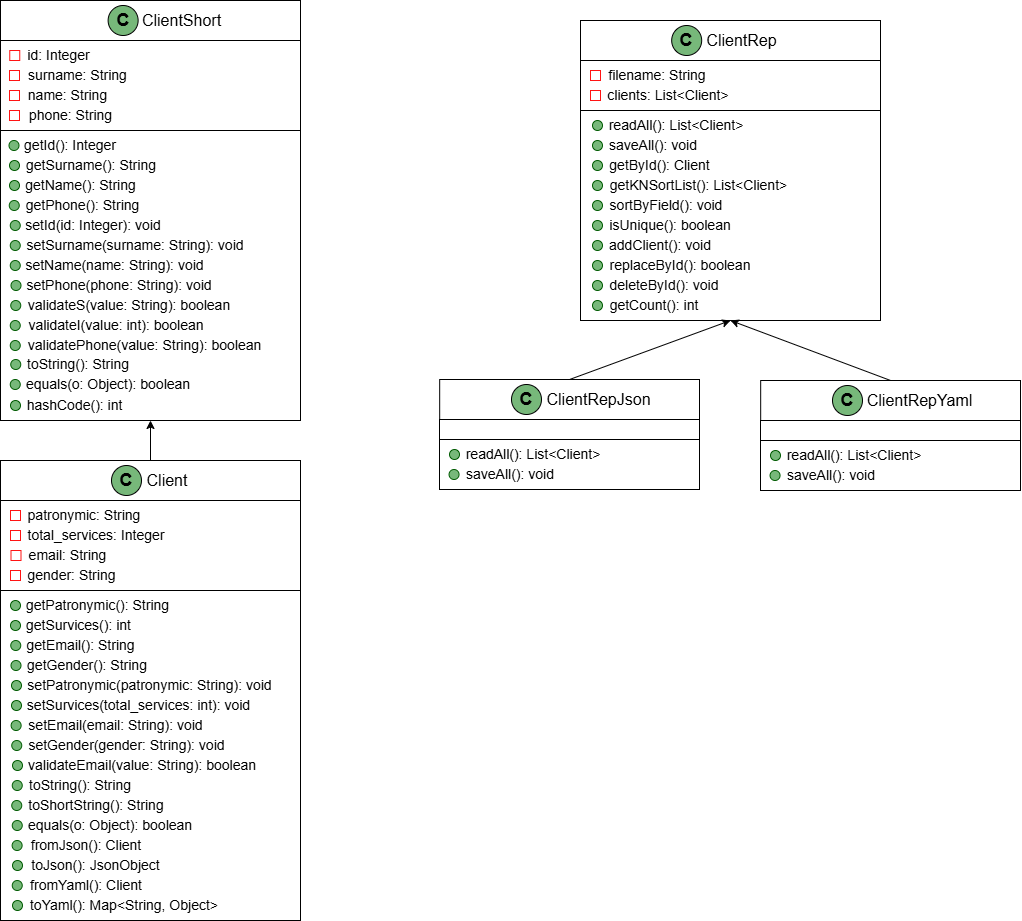 C ClientShort
id: Integer
surname: String
name: String
phone: String
getId(): Integer
getSurname(): String
getName(): String
getPhone(): String
setId(id: Integer): void
setSurname(surname: String): void
setName(name: String): void
setPhone(phone: String): void
validateS(value: String): boolean
validateI(value: int): boolean
validatePhone(value: String): boolean
toString(): String
equals(o: Object): boolean
hashCode(): int
C Client
patronymic: String
total_services: Integer
email: String
gender: String
getPatronymic(): String
getSurvices(): int
getEmail(): String
getGender(): String
setPatronymic(patronymic: String): void
setSurvices(total_services: int): void
setEmail(email: String): void
setGender(gender: String): void
validateEmail(value: String): boolean
toString(): String
toShortString(): String
equals(o: Object): boolean
fromJson(): Client
toJson(): JsonObject
fromYaml(): Client
toYaml(): Map<String, Object>
C ClientRep
filename: String
clients: List<Client>
readAll(): List<Client>
saveAll(): void
getById(): Client
getKNSortList(): List<Client>
sortByField(): void
isUnique(): boolean
addClient(): void
replaceById(): boolean
deleteById(): void
getCount(): int
C ClientRepJson
readAll(): List<Client>
saveAll(): void
C ClientRepYaml
readAll(): List<Client>
saveAll(): void